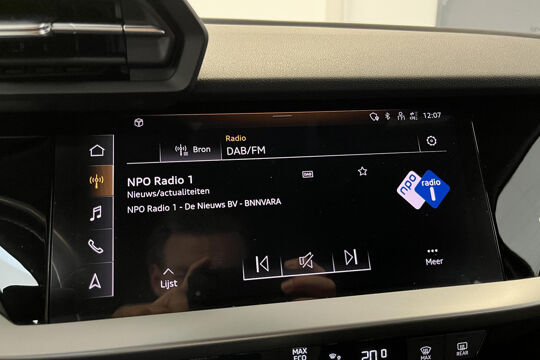 12:07
Radio
Bron
DAB/FM
NPO Radio 1
DAB
Nieuws/actualiteiten
NPO Radio 1 - De Nieuws BV - BNNVARA
npo
radio
1
Lijst
Meer
MAX
ECO
20.0
MAX
REAR